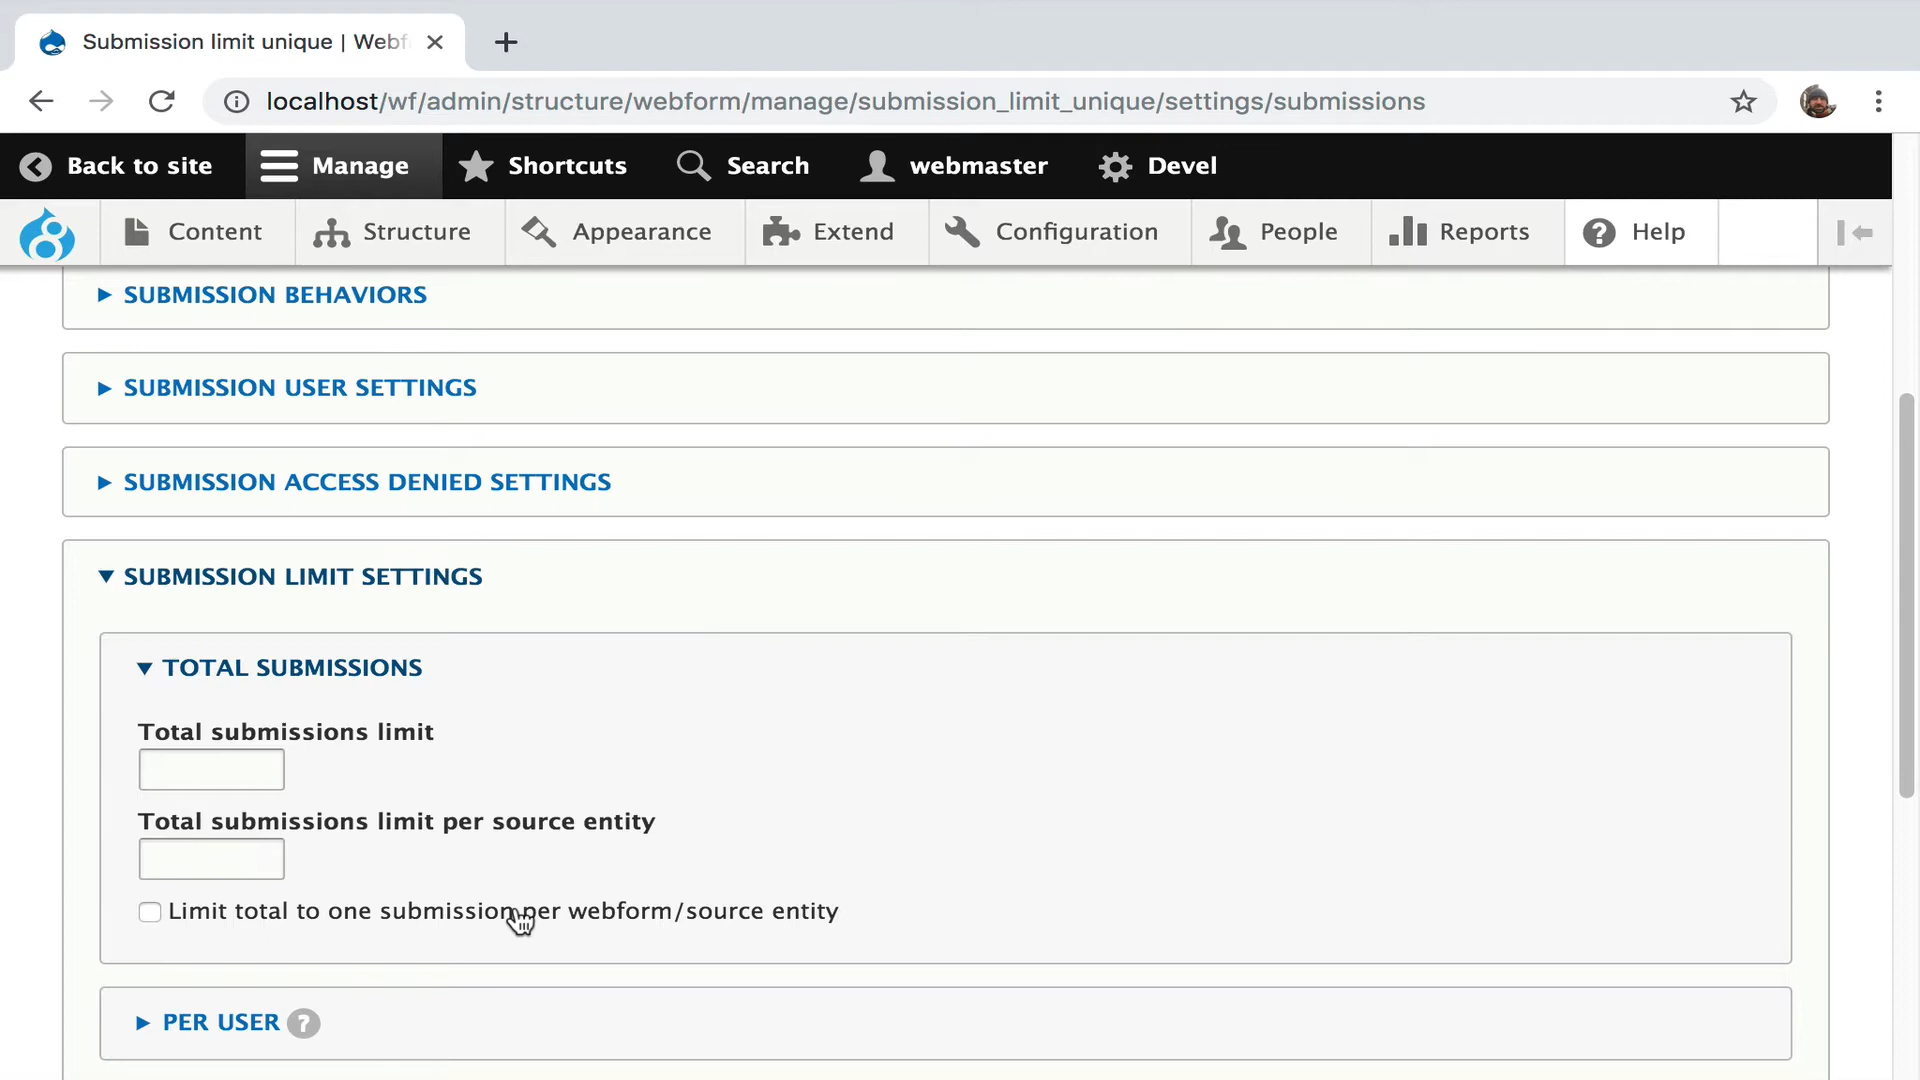 Submission limit unique | Webf
localhost/wf/admin/structure/webform/manage/submission_limit_unique/settings/submissions
Back to site Manage Shortcuts Search webmaster Devel
Content Structure Appearance Extend Configuration People Reports Help
SUBMISSION BEHAVIORS
SUBMISSION USER SETTINGS
SUBMISSION ACCESS DENIED SETTINGS
SUBMISSION LIMIT SETTINGS
TOTAL SUBMISSIONS
Total submissions limit
Total submissions limit per source entity
Limit total to one submission per webform/source entity
PER USER ?